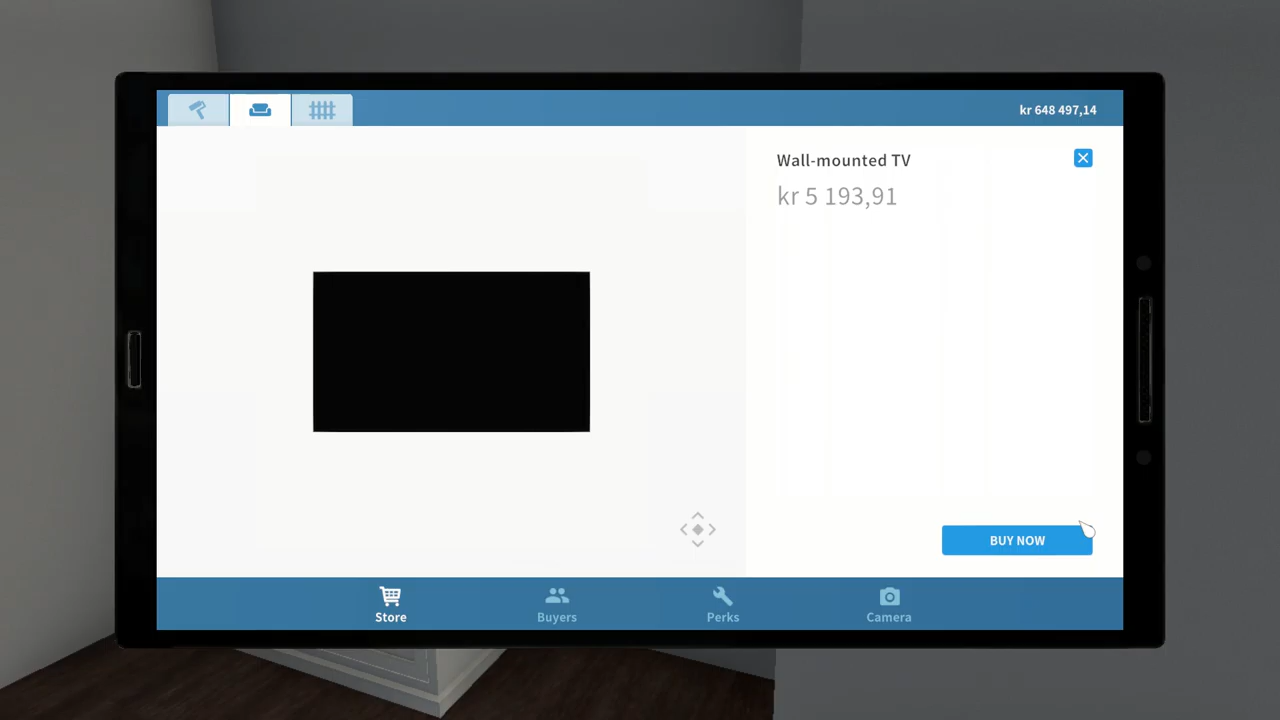 kr 648 497,14
Wall-mounted TV
kr 5 193,91
BUY NOW
Store
Buyers
Perks
Camera